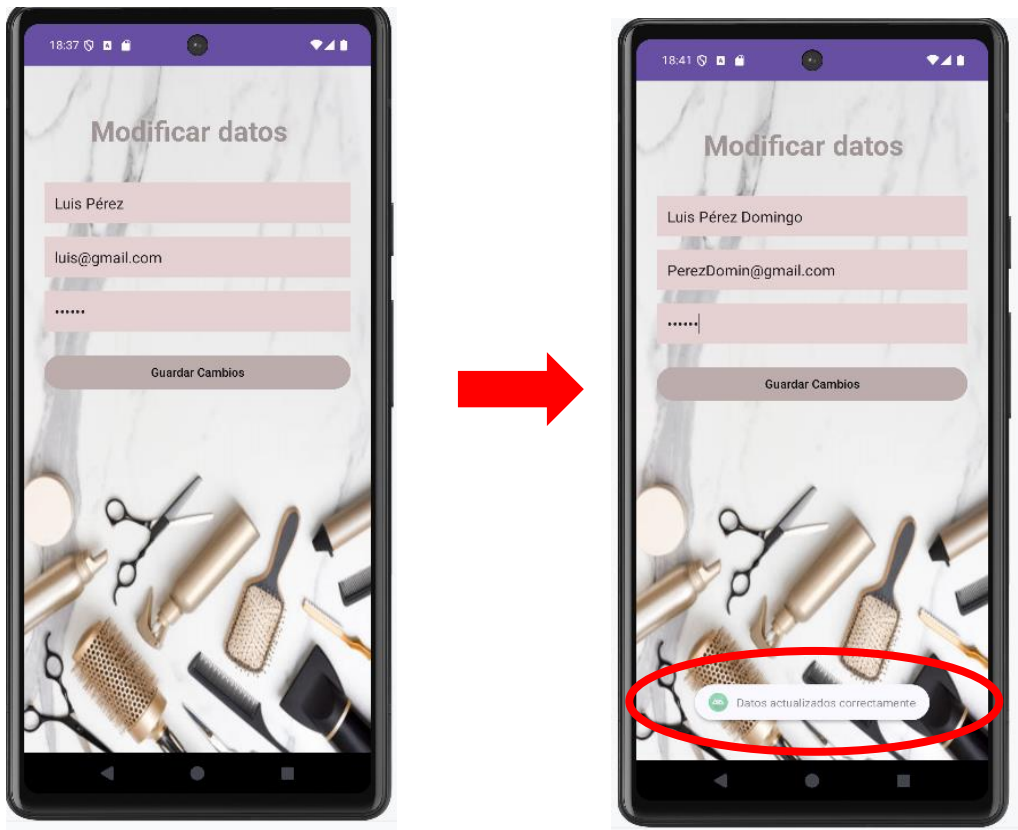 18:37
Modificar datos
Luis Pérez
luis@gmail.com
••••••
Guardar Cambios
18:41
Modificar datos
Luis Pérez Domingo
PerezDomin@gmail.com
••••••
Guardar Cambios
Datos actualizados correctamente